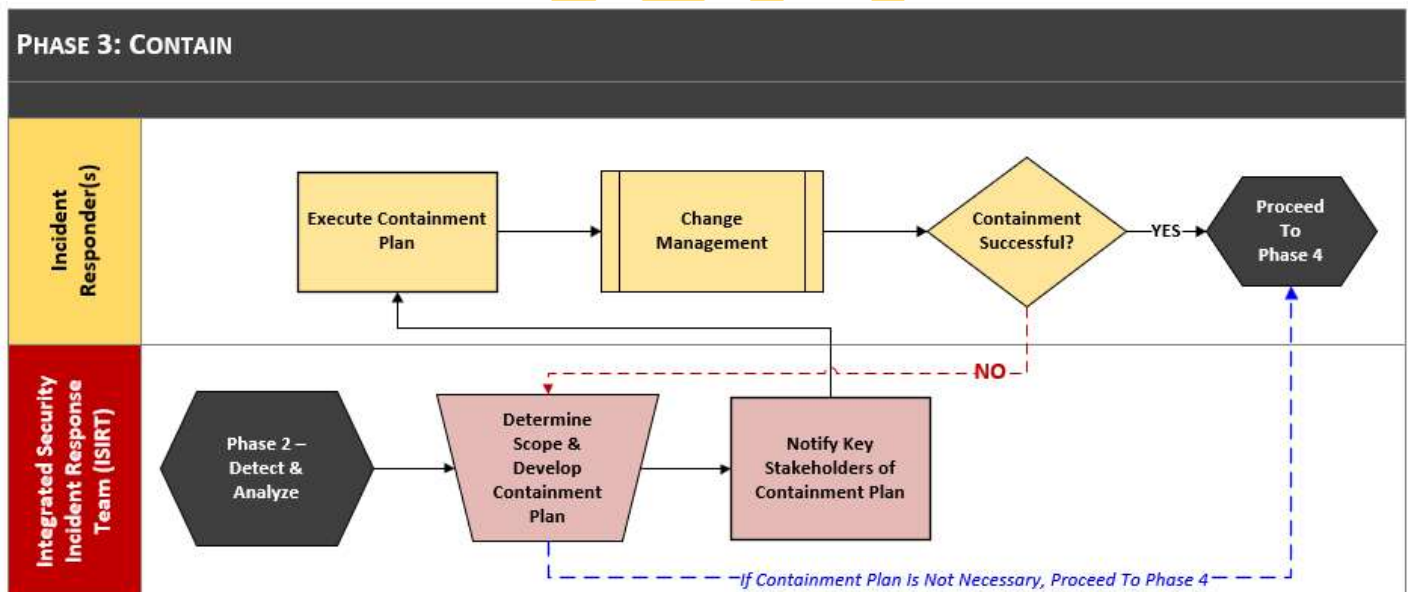 PHASE 3: CONTAIN
Incident
Responder(s)
Execute Containment
Plan
Change
Management
Containment
Successful?
YES
Proceed
To
Phase 4
Integrated Security
Incident Response
Team (ISIRT)
NO
Phase 2 –
Detect &
Analyze
Determine
Scope &
Develop
Containment
Plan
Notify Key
Stakeholders of
Containment Plan
If Containment Plan Is Not Necessary, Proceed To Phase 4